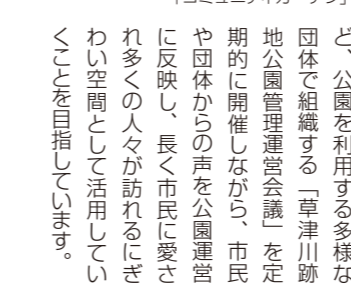 ど、公園を利用する多様な
団体で組織する「草津川跡
地公園管理運営会議」を定
期的に開催しながら、市民
や団体からの声を公園運営
に反映し、長く市民に愛さ
れ多くの人々が訪れるにぎ
わい空間として活用してい
くことを目指しています。